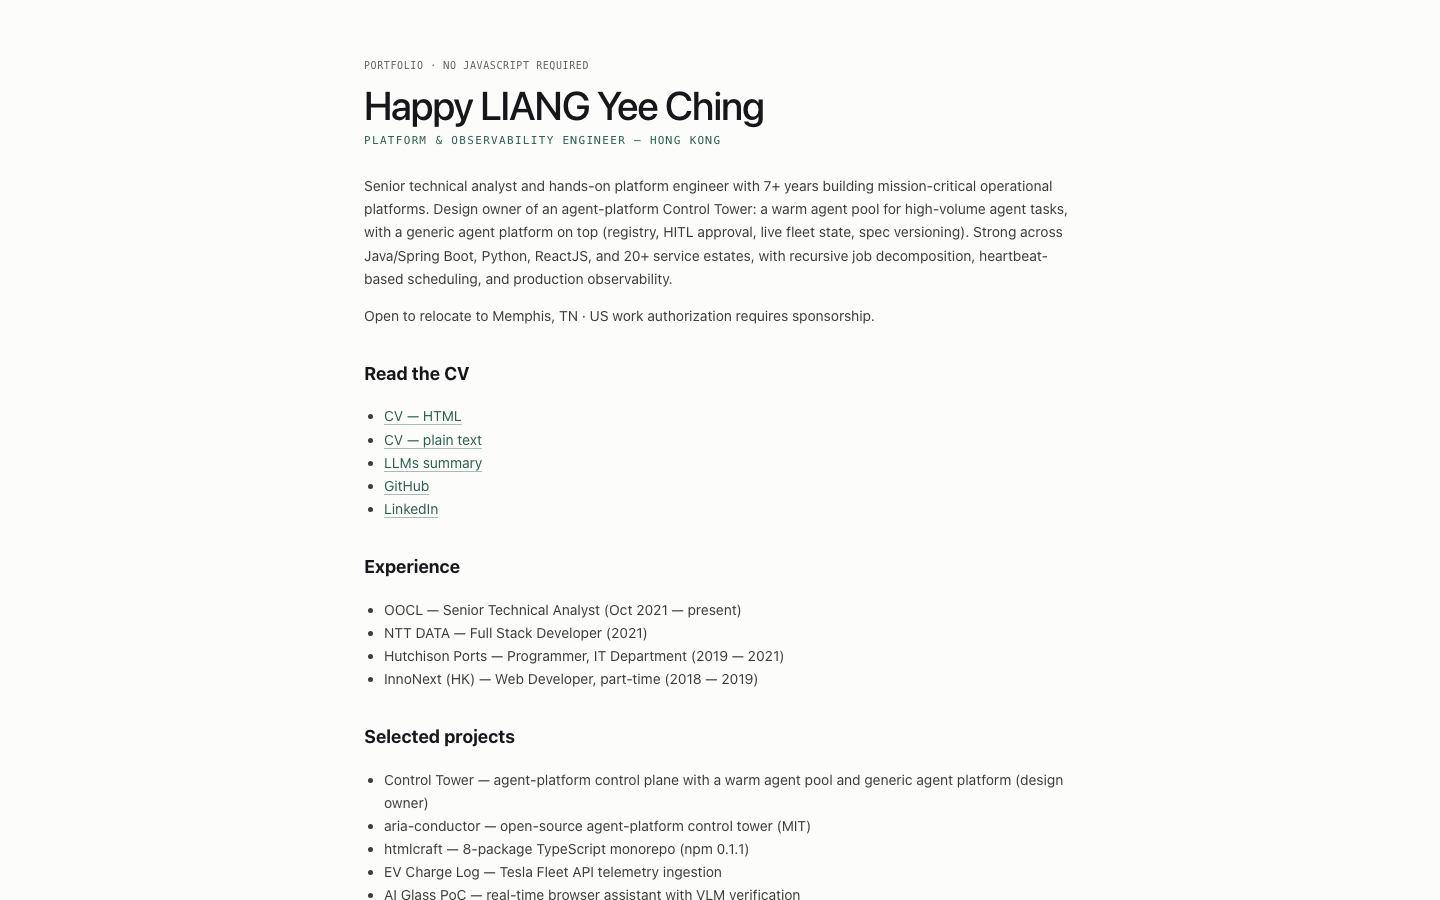 PORTFOLIO · NO JAVASCRIPT REQUIRED
Happy LIANG Yee Ching
PLATFORM & OBSERVABILITY ENGINEER — HONG KONG
Senior technical analyst and hands-on platform engineer with 7+ years building mission-critical operational
platforms. Design owner of an agent-platform Control Tower: a warm agent pool for high-volume agent tasks,
with a generic agent platform on top (registry, HITL approval, live fleet state, spec versioning). Strong across
Java/Spring Boot, Python, ReactJS, and 20+ service estates, with recursive job decomposition, heartbeat-
based scheduling, and production observability.
Open to relocate to Memphis, TN · US work authorization requires sponsorship.
Read the CV
• CV — HTML
• CV — plain text
• LLMs summary
• GitHub
• LinkedIn
Experience
• OOCL — Senior Technical Analyst (Oct 2021 — present)
• NTT DATA — Full Stack Developer (2021)
• Hutchison Ports — Programmer, IT Department (2019 — 2021)
• InnoNext (HK) — Web Developer, part-time (2018 — 2019)
Selected projects
• Control Tower — agent-platform control plane with a warm agent pool and generic agent platform (design
owner)
• aria-conductor — open-source agent-platform control tower (MIT)
• htmlcraft — 8-package TypeScript monorepo (npm 0.1.1)
• EV Charge Log — Tesla Fleet API telemetry ingestion
• AI Glass PoC — real-time browser assistant with VLM verification